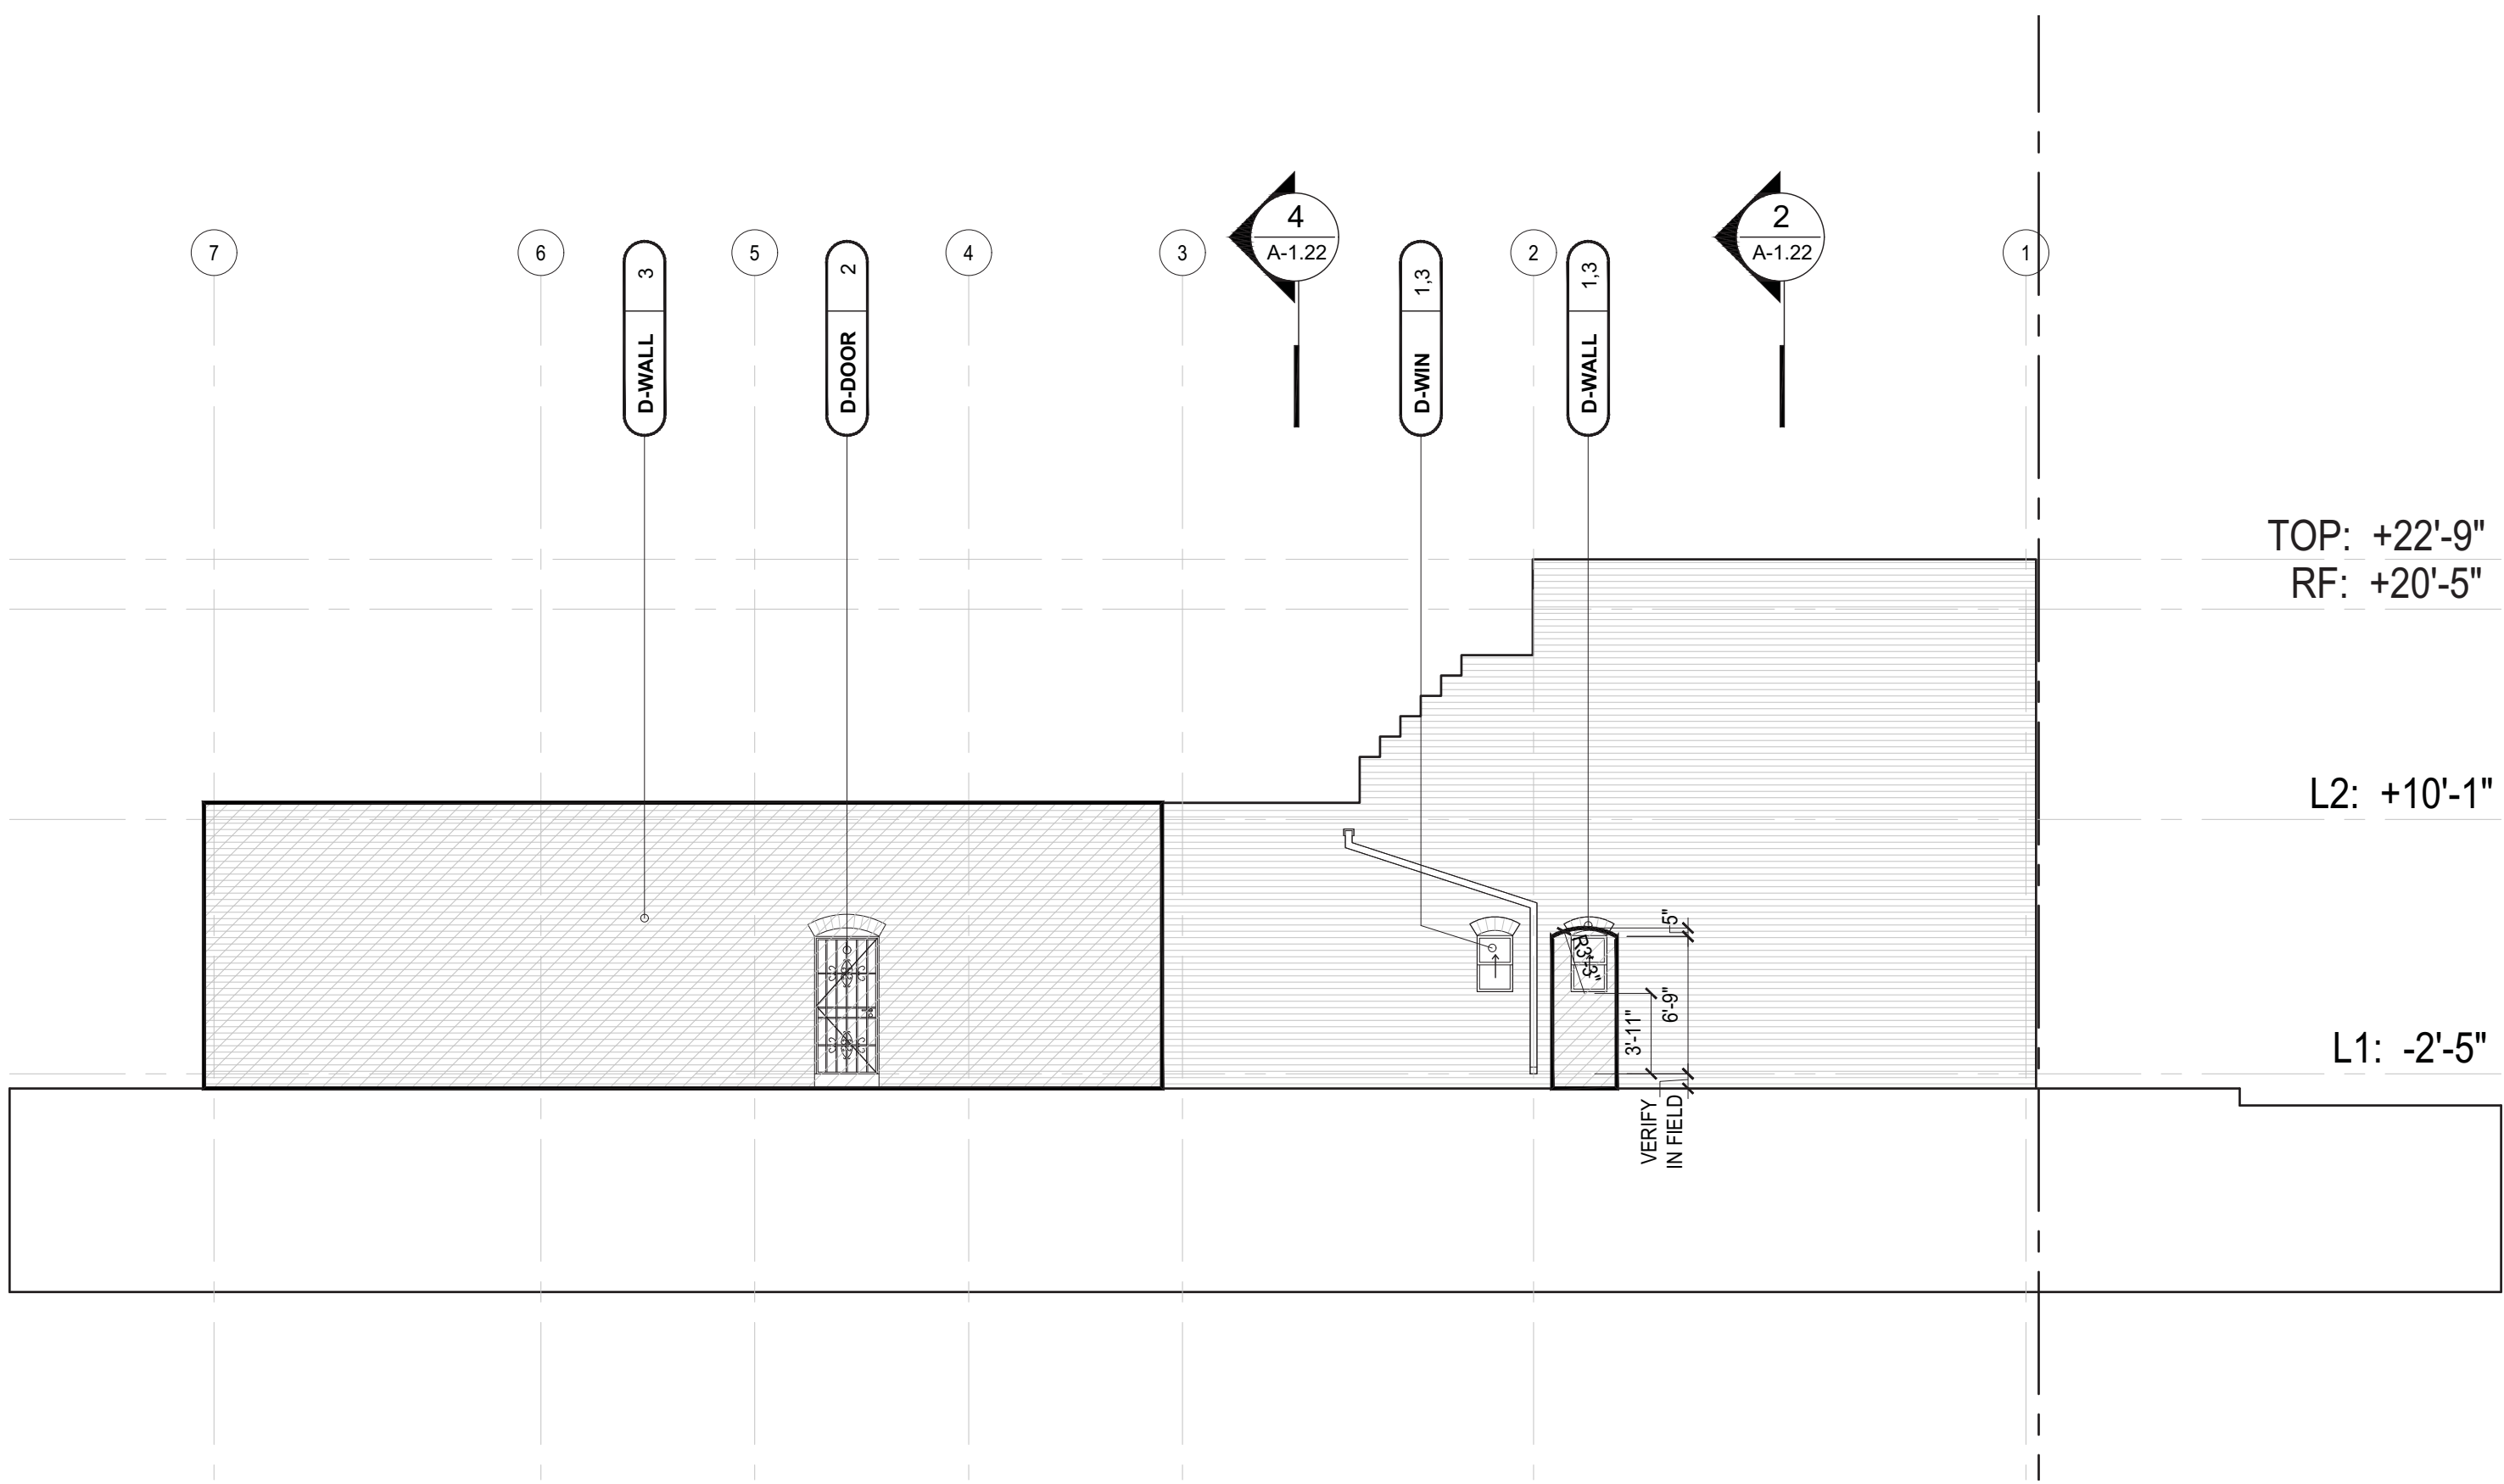 4
A-1.22
2
A-1.22
7
6
5
4
3
2
1
D-WALL 3
D-DOOR 2
D-WIN 1,3
D-WALL 1,3
TOP: +22'-9"
RF: +20'-5"
L2: +10'-1"
L1: -2'-5"
5"
R3'-3"
6'-9"
3'-11"
VERIFY
IN FIELD